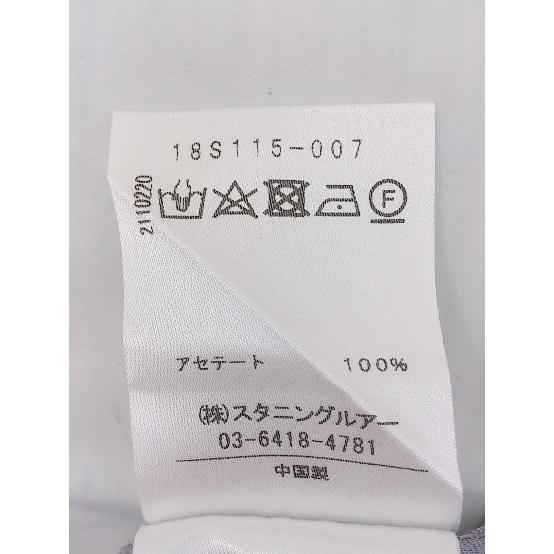 18S115-007
2110220
F
アセテート 100%
(株)スタニングルアー
03-6418-4781
中国製